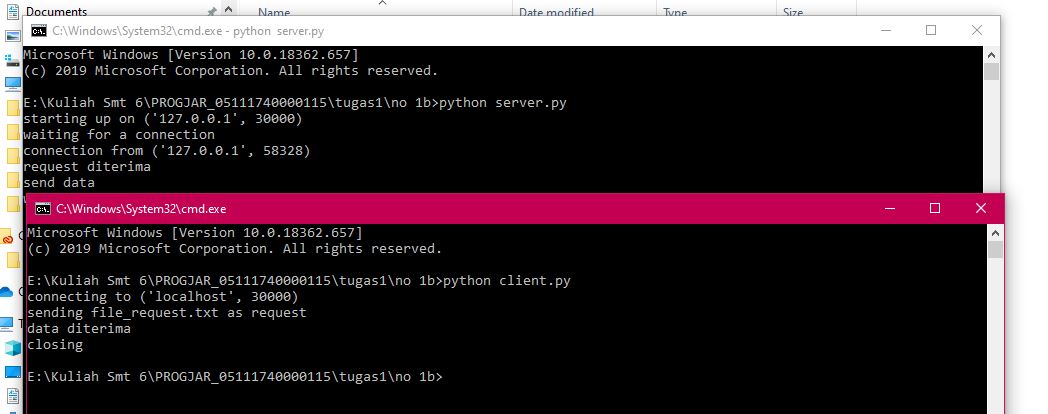 Documents
Name
Date modified
Type
Size
C:\Windows\System32\cmd.exe - python  server.py
Microsoft Windows [Version 10.0.18362.657]
(c) 2019 Microsoft Corporation. All rights reserved.
E:\Kuliah Smt 6\PROGJAR_05111740000115\tugas1\no 1b>python server.py
starting up on ('127.0.0.1', 30000)
waiting for a connection
connection from ('127.0.0.1', 58328)
request diterima
send data
C:\Windows\System32\cmd.exe
Microsoft Windows [Version 10.0.18362.657]
(c) 2019 Microsoft Corporation. All rights reserved.
E:\Kuliah Smt 6\PROGJAR_05111740000115\tugas1\no 1b>python client.py
connecting to ('localhost', 30000)
sending file_request.txt as request
data diterima
closing
E:\Kuliah Smt 6\PROGJAR_05111740000115\tugas1\no 1b>